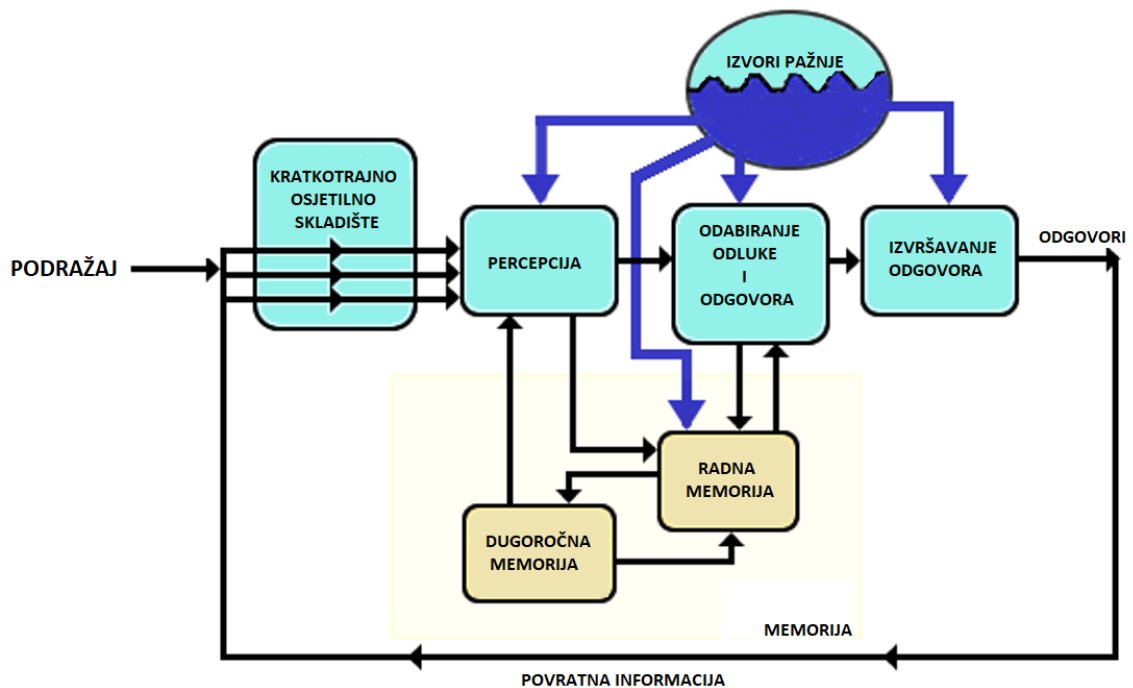 IZVORI PAŽNJE
KRATKOTRAJNO
OSJETILNO
SKLADIŠTE
PODRAŽAJ
PERCEPCIJA
ODABIRANJE
ODLUKE
I
ODGOVORA
IZVRŠAVANJE
ODGOVORA
ODGOVORI
RADNA
MEMORIJA
DUGOROČNA
MEMORIJA
MEMORIJA
POVRATNA INFORMACIJA